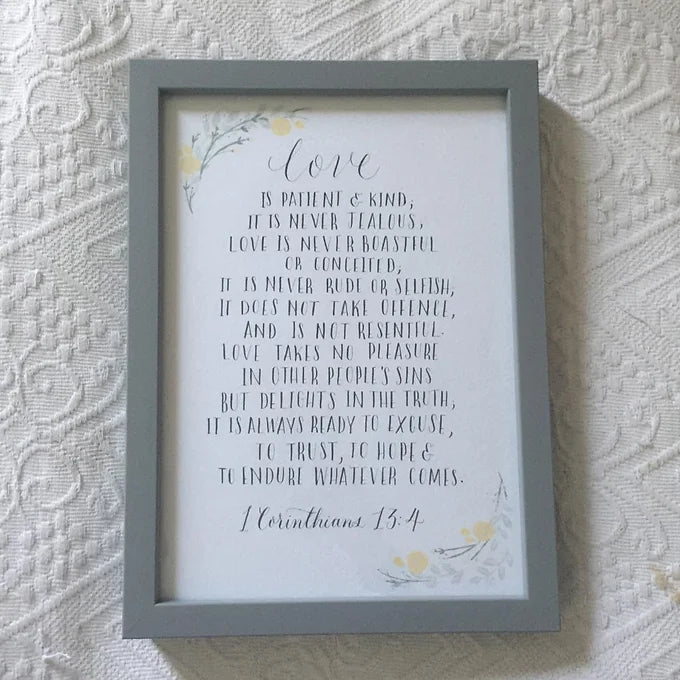 love
IS PATIENT & KIND;
IT IS NEVER JEALOUS,
LOVE IS NEVER BOASTFUL
OR CONCEITED,
IT IS NEVER RUDE OR SELFISH,
IT DOES NOT TAKE OFFENCE,
AND IS NOT RESENTFUL.
LOVE TAKES NO PLEASURE
IN OTHER PEOPLE'S SINS
BUT DELIGHTS IN THE TRUTH;
IT IS ALWAYS READY TO EXCUSE,
TO TRUST, TO HOPE &
TO ENDURE WHATEVER COMES.
1 Corinthians 13:4